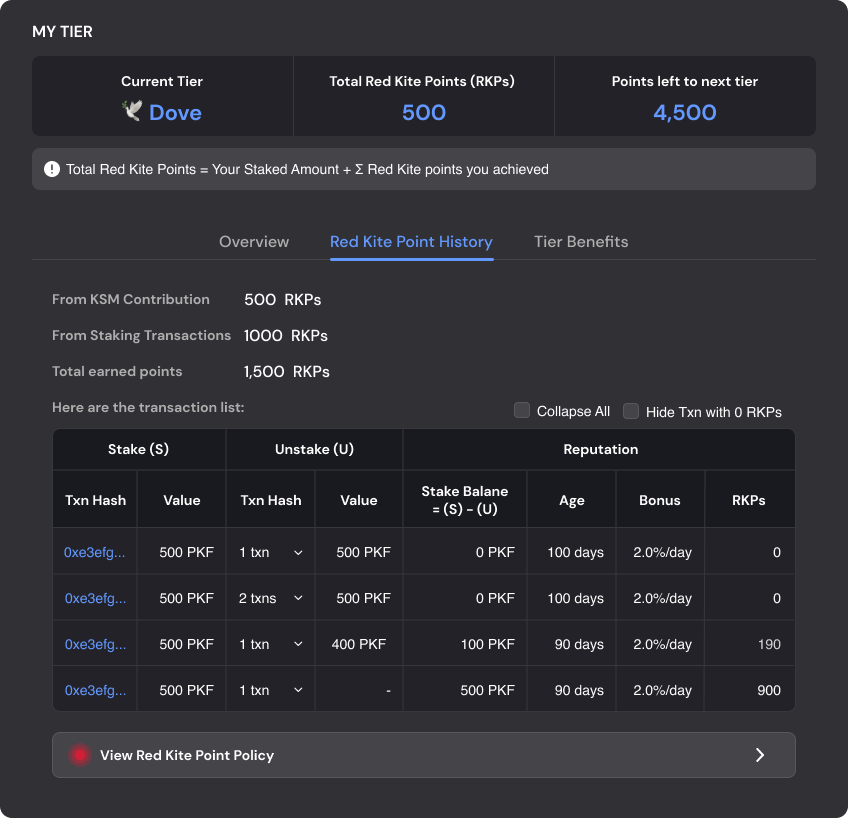 MY TIER
Current Tier
Total Red Kite Points (RKPs)
Points left to next tier
Dove
500
4,500
! Total Red Kite Points = Your Staked Amount + Σ Red Kite points you achieved
Overview
Red Kite Point History
Tier Benefits
From KSM Contribution 500 RKPs
From Staking Transactions 1000 RKPs
Total earned points 1,500 RKPs
Here are the transaction list:
Collapse All
Hide Txn with 0 RKPs
Stake (S) Unstake (U) Reputation
Txn Hash Value Txn Hash Value Stake Balane = (S) - (U) Age Bonus RKPs
0xe3efg... 500 PKF 1 txn 500 PKF 0 PKF 100 days 2.0%/day 0
0xe3efg... 500 PKF 2 txns 500 PKF 0 PKF 100 days 2.0%/day 0
0xe3efg... 500 PKF 1 txn 400 PKF 100 PKF 90 days 2.0%/day 190
0xe3efg... 500 PKF 1 txn - 500 PKF 90 days 2.0%/day 900
View Red Kite Point Policy